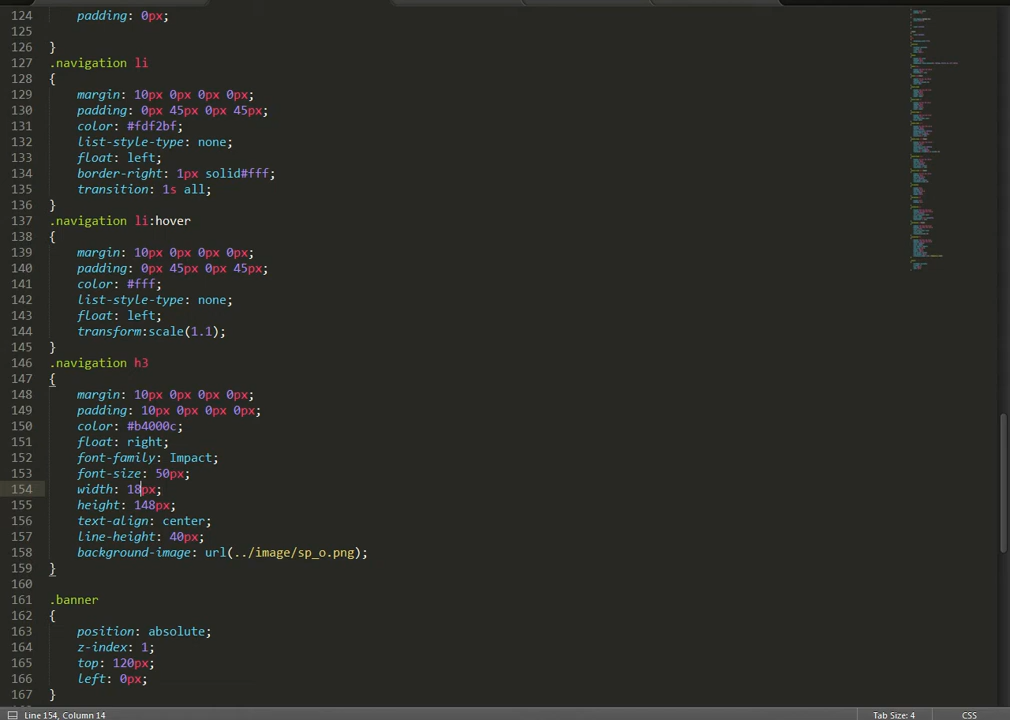 124 padding: 0px;
125
126 }
127 .navigation li
128 {
129 margin: 10px 0px 0px 0px;
130 padding: 0px 45px 0px 45px;
131 color: #fdf2bf;
132 list-style-type: none;
133 float: left;
134 border-right: 1px solid#fff;
135 transition: 1s all;
136 }
137 .navigation li:hover
138 {
139 margin: 10px 0px 0px 0px;
140 padding: 0px 45px 0px 45px;
141 color: #fff;
142 list-style-type: none;
143 float: left;
144 transform:scale(1.1);
145 }
146 .navigation h3
147 {
148 margin: 10px 0px 0px 0px;
149 padding: 10px 0px 0px 0px;
150 color: #b4000c;
151 float: right;
152 font-family: Impact;
153 font-size: 50px;
154 width: 18px;
155 height: 148px;
156 text-align: center;
157 line-height: 40px;
158 background-image: url(../image/sp_o.png);
159 }
160
161 .banner
162 {
163 position: absolute;
164 z-index: 1;
165 top: 120px;
166 left: 0px;
167 }
Line 154, Column 14 Tab Size: 4 CSS